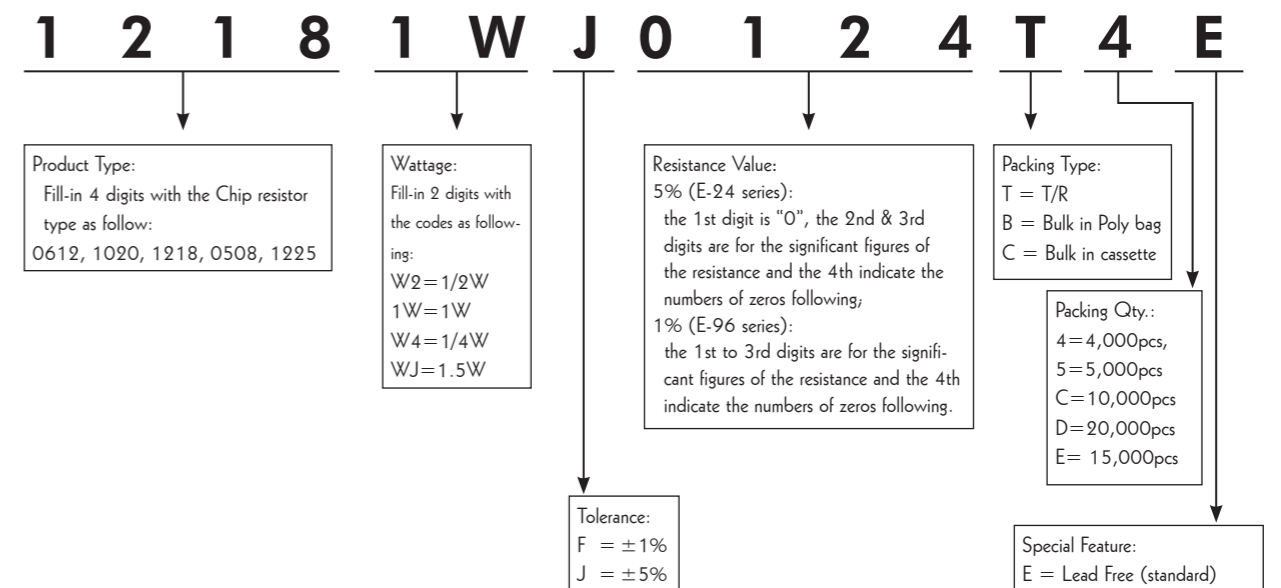 1 2 1 8 1 W J 0 1 2 4 T 4 E
Product Type:
Fill-in 4 digits with the Chip resistor
type as follow:
0612, 1020, 1218, 0508, 1225
Wattage:
Fill-in 2 digits with
the codes as follow-
ing:
W2=1/2W
1W=1W
W4=1/4W
WJ=1.5W
Resistance Value:
5% (E-24 series):
the 1st digit is “0”, the 2nd & 3rd
digits are for the significant figures of
the resistance and the 4th indicate the
numbers of zeros following;
1% (E-96 series):
the 1st to 3rd digits are for the signifi-
cant figures of the resistance and the 4th
indicate the numbers of zeros following.
Packing Type:
T = T/R
B = Bulk in Poly bag
C = Bulk in cassette
Packing Qty.:
4=4,000pcs,
5=5,000pcs
C=10,000pcs
D=20,000pcs
E= 15,000pcs
Tolerance:
F = ±1%
J = ±5%
Special Feature:
E = Lead Free (standard)